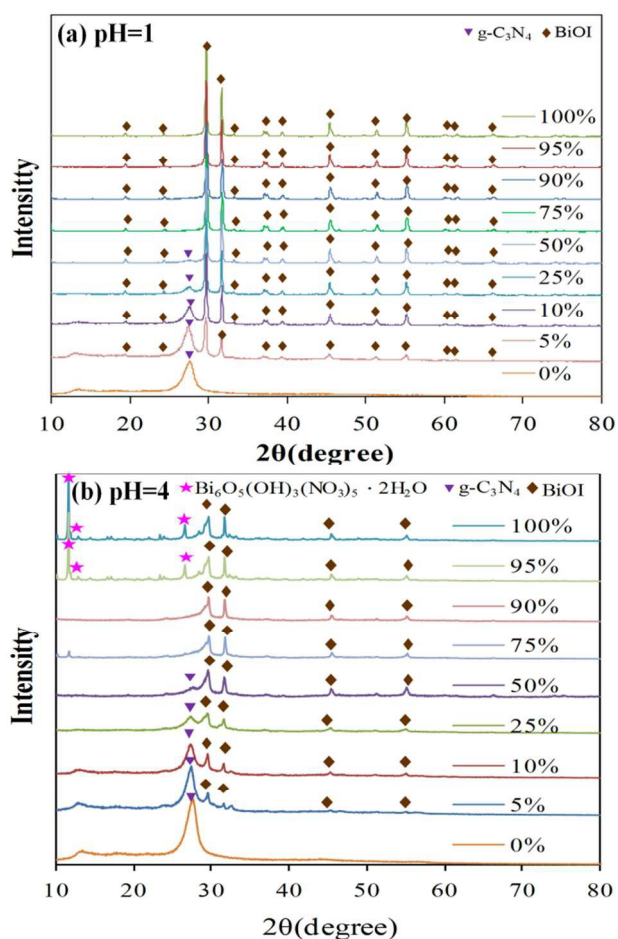 (a) pH=1
g-C₃N₄ BiOI
100%
95%
90%
75%
50%
25%
10%
5%
0%
Intensitty
10 20 30 40 50 60 70 80
2θ(degree)
(b) pH=4 Bi₆O₅(OH)₃(NO₃)₅ · 2H₂O g-C₃N₄ BiOI
100%
95%
90%
75%
50%
25%
10%
5%
0%
Intensitty
10 20 30 40 50 60 70 80
2θ(degree)